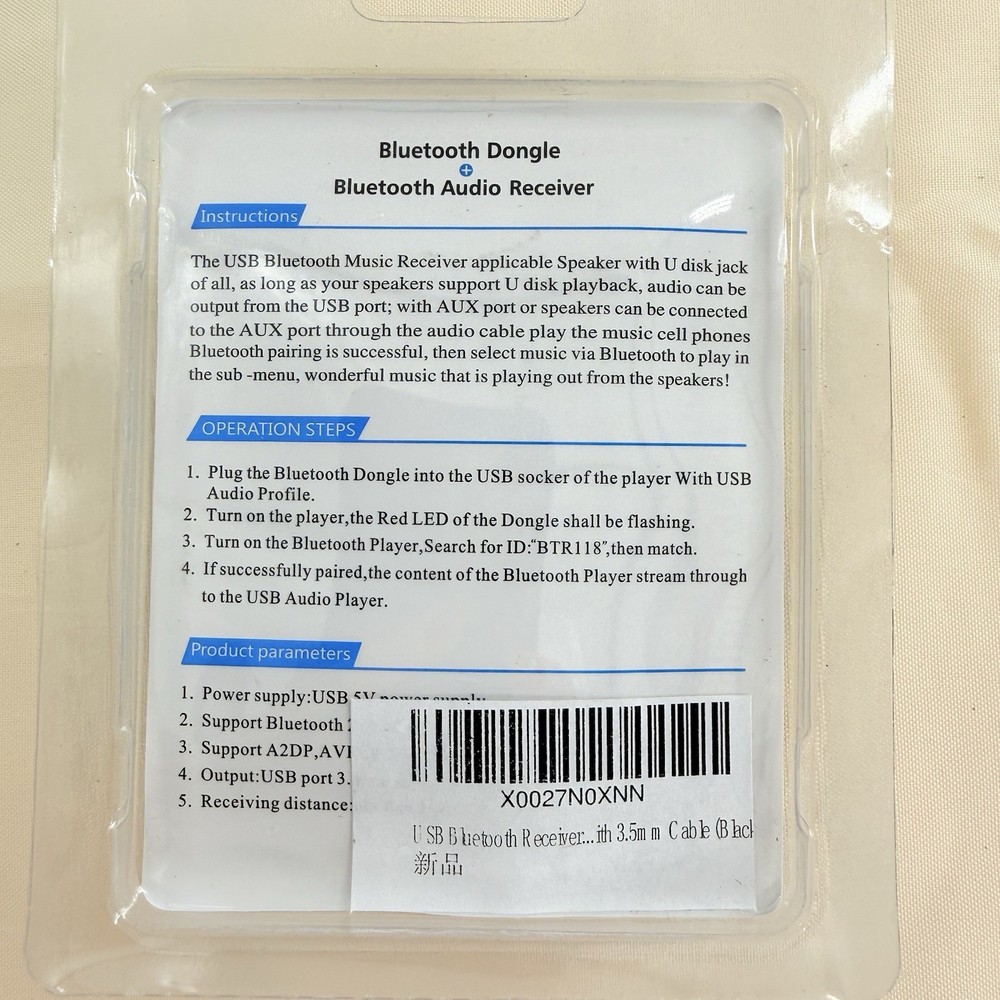 Bluetooth Dongle
+
Bluetooth Audio Receiver
Instructions
The USB Bluetooth Music Receiver applicable Speaker with U disk jack
of all, as long as your speakers support U disk playback, audio can be
output from the USB port; with AUX port or speakers can be connected
to the AUX port through the audio cable play the music cell phones
Bluetooth pairing is successful, then select music via Bluetooth to play in
the sub -menu, wonderful music that is playing out from the speakers!
OPERATION STEPS
1. Plug the Bluetooth Dongle into the USB socker of the player With USB
Audio Profile.
2. Turn on the player,the Red LED of the Dongle shall be flashing.
3. Turn on the Bluetooth Player,Search for ID:“BTR118”,then match.
4. If successfully paired,the content of the Bluetooth Player stream through
to the USB Audio Player.
Product parameters
1. Power supply:USB 5V power supply
2. Support Bluetooth
3. Support A2DP,
4. Output:USB port 3.
5. Receiving distance:
X0027N0XNN
USB Bluetooth Receiver...ith 3.5mm Cable (Black
新品